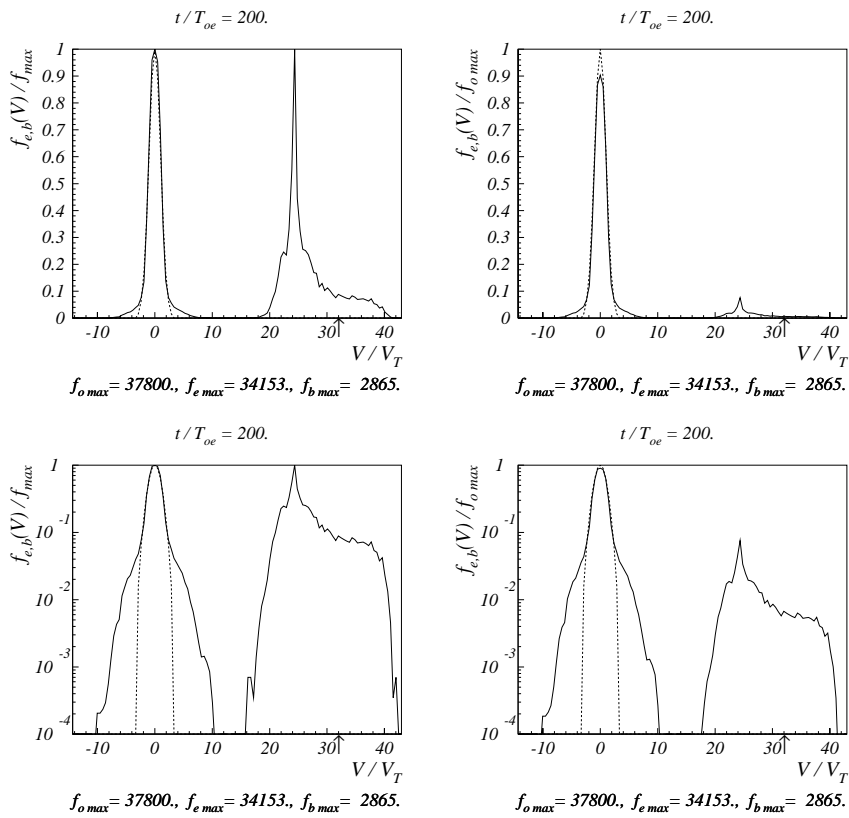 t / T_oe = 200.
f_e,b(V) / f_max
1
0.9
0.8
0.7
0.6
0.5
0.4
0.3
0.2
0.1
0
-10 0 10 20 30 40
V / V_T
f_o max= 37800., f_e max= 34153., f_b max= 2865.
t / T_oe = 200.
f_e,b(V) / f_o max
1
0.9
0.8
0.7
0.6
0.5
0.4
0.3
0.2
0.1
0
-10 0 10 20 30 40
V / V_T
f_o max= 37800., f_e max= 34153., f_b max= 2865.
t / T_oe = 200.
f_e,b(V) / f_max
1
10^-1
10^-2
10^-3
10^-4
-10 0 10 20 30 40
V / V_T
f_o max= 37800., f_e max= 34153., f_b max= 2865.
t / T_oe = 200.
f_e,b(V) / f_o max
1
10^-1
10^-2
10^-3
10^-4
-10 0 10 20 30 40
V / V_T
f_o max= 37800., f_e max= 34153., f_b max= 2865.